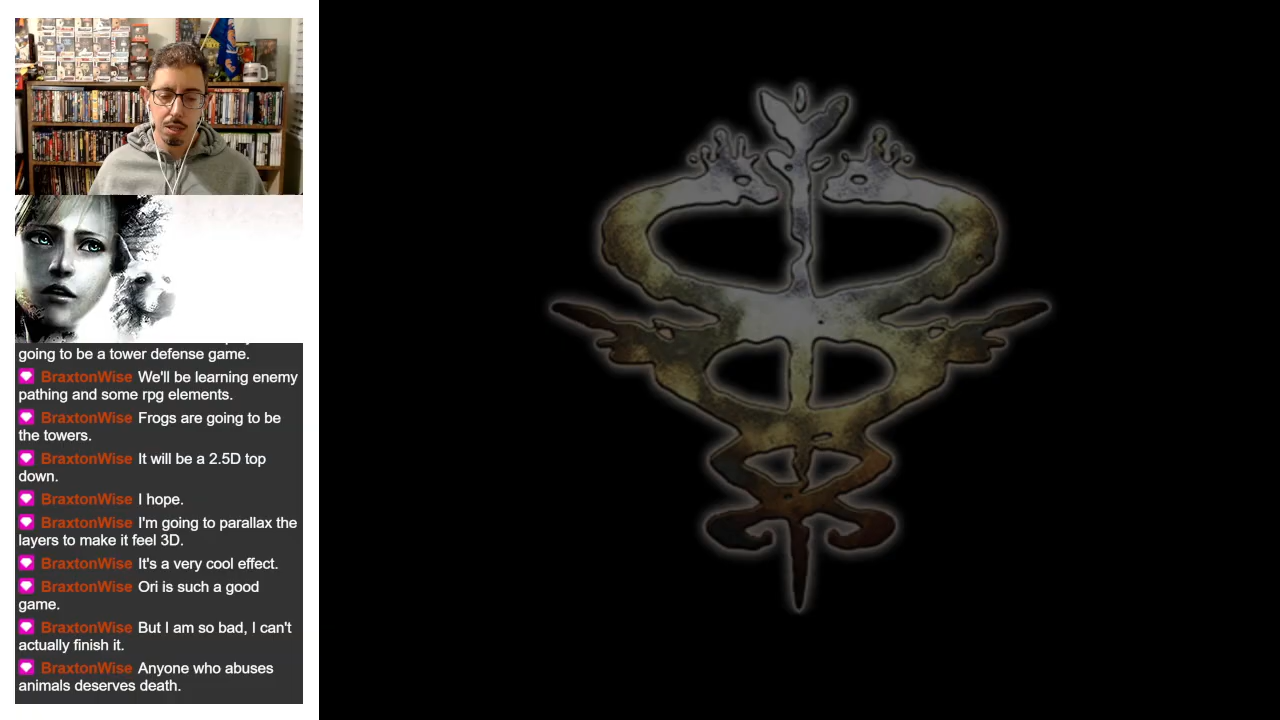 going to be a tower defense game.
BraxtonWise We'll be learning enemy
pathing and some rpg elements.
BraxtonWise Frogs are going to be
the towers.
BraxtonWise It will be a 2.5D top
down.
BraxtonWise I hope.
BraxtonWise I'm going to parallax the
layers to make it feel 3D.
BraxtonWise It's a very cool effect.
BraxtonWise Ori is such a good
game.
BraxtonWise But I am so bad, I can't
actually finish it.
BraxtonWise Anyone who abuses
animals deserves death.